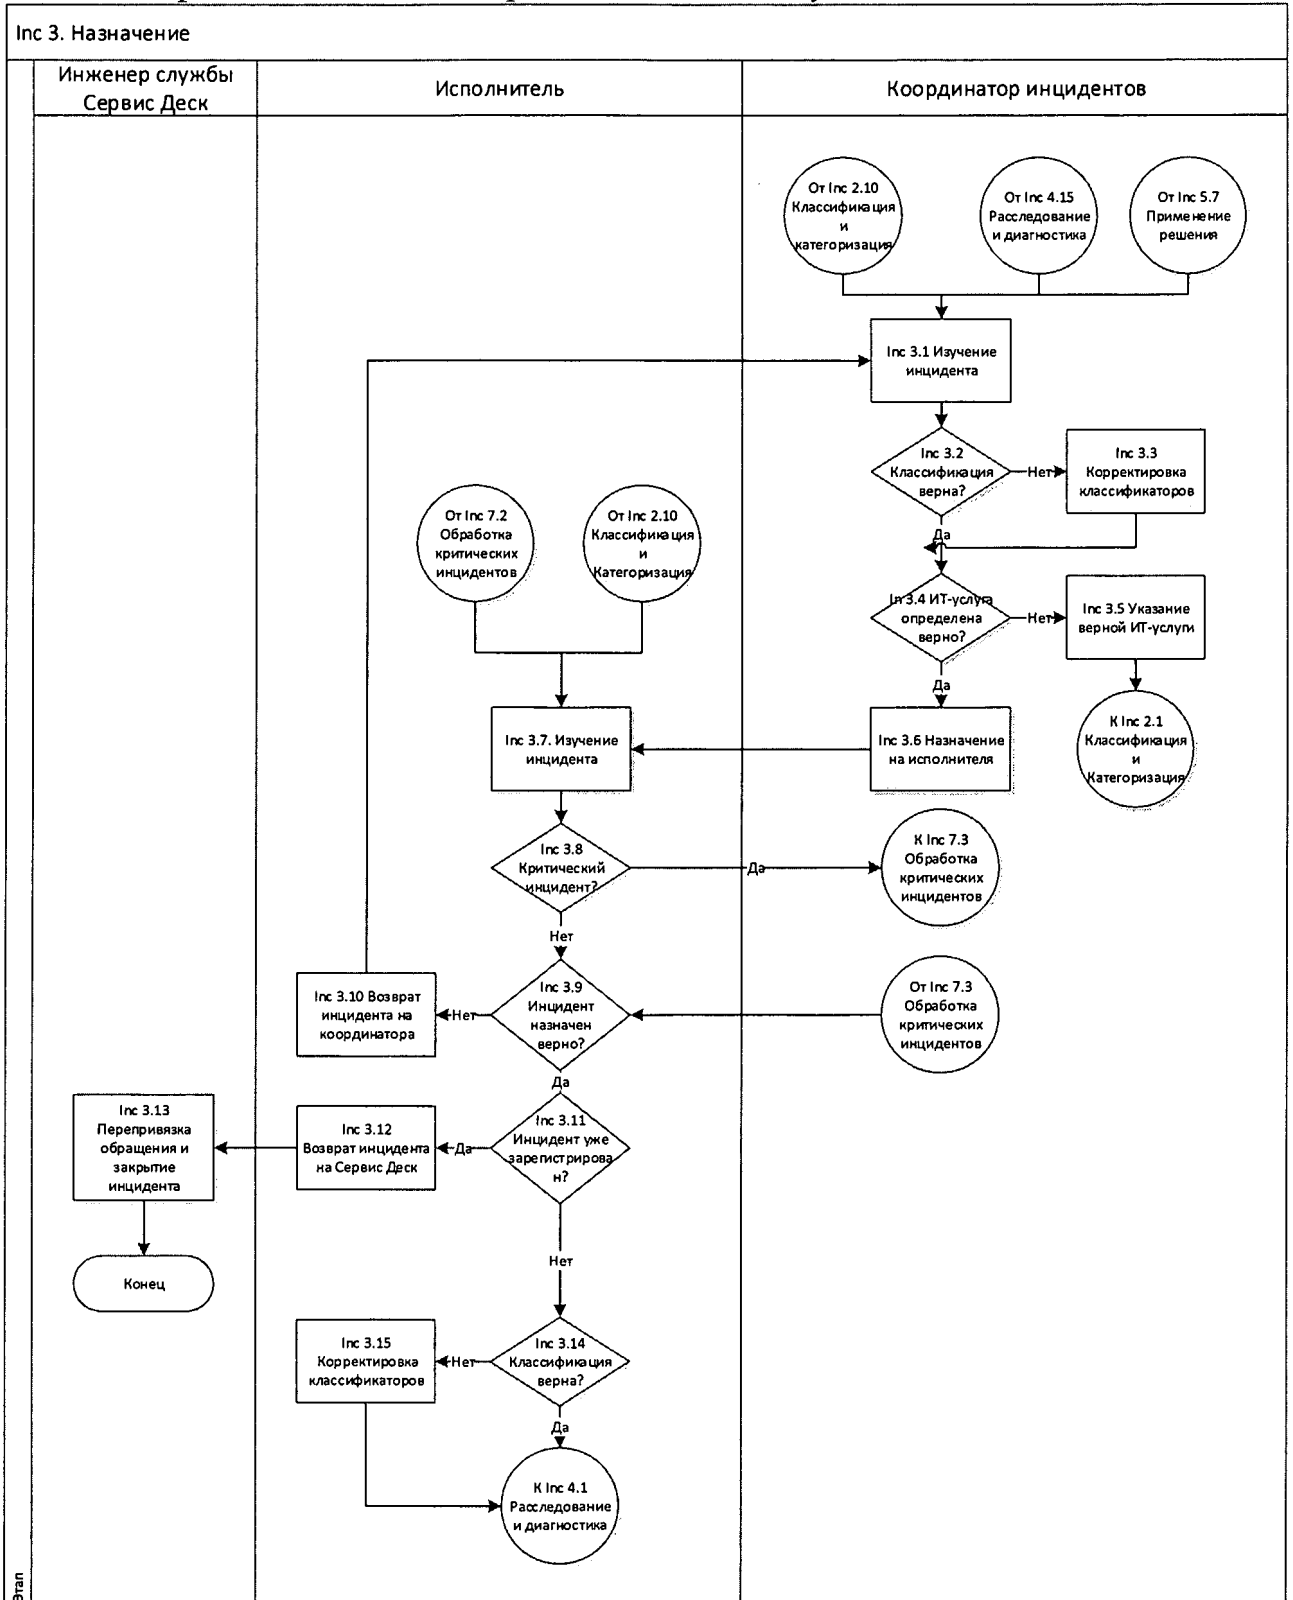 Inc 3. Назначение
Инженер службы
Сервис Деск
Исполнитель
Координатор инцидентов
От Inc 2.10
Классификация
и
категоризация
От Inc 4.15
Расследование
и диагностика
От Inc 5.7
Применение
решения
Inc 3.1 Изучение
инцидента
Inc 3.2
Классификация
верна?
Нет
Inc 3.3
Корректировка
классификаторов
Да
От Inc 7.2
Обработка
критических
инцидентов
От Inc 2.10
Классификация
и
Категоризация
In 3.4 ИТ-услуга
определена
верно?
Нет
Inc 3.5 Указание
верной ИТ-услуги
Да
Inc 3.7. Изучение
инцидента
Inc 3.6 Назначение
на исполнителя
К Inc 2.1
Классификация
и
Категоризация
Inc 3.8
Критический
инцидент?
Да
К Inc 7.3
Обработка
критических
инцидентов
Нет
Inc 3.10 Возврат
инцидента на
координатора
Нет
Inc 3.9
Инцидент
назначен
верно?
От Inc 7.3
Обработка
критических
инцидентов
Да
Inc 3.13
Перепривязка
обращения и
закрытие
инцидента
Inc 3.12
Возврат инцидента
на Сервис Деск
Да
Inc 3.11
Инцидент уже
зарегистрирова
н?
Конец
Нет
Inc 3.15
Корректировка
классификаторов
Нет
Inc 3.14
Классификация
верна?
Да
К Inc 4.1
Расследование
и диагностика
Этап